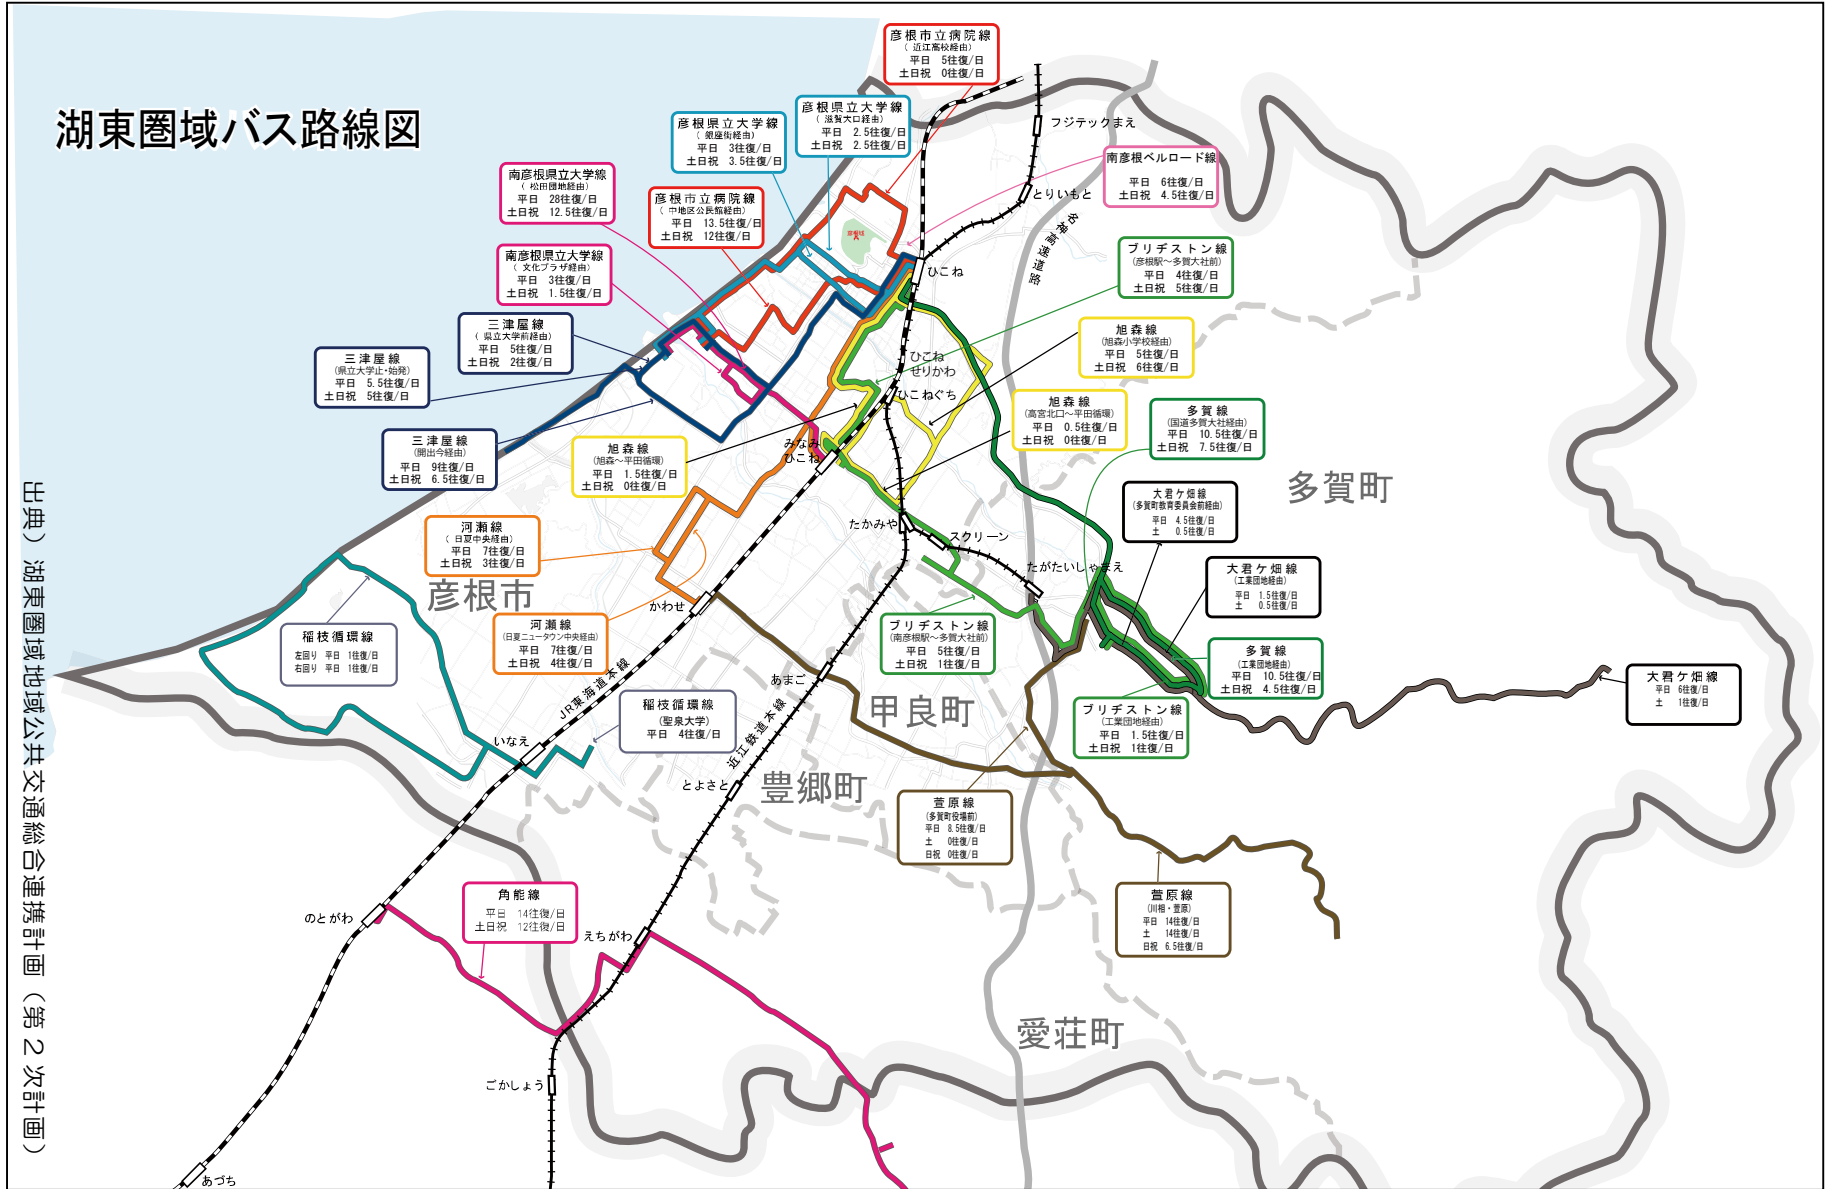 湖東圏域バス路線図
彦根市立病院線
(近江高校経由)
平日 5往復/日
土日祝 0往復/日
彦根県立大学線
(滋賀大口経由)
平日 2.5往復/日
土日祝 2.5往復/日
彦根県立大学線
(銀座街経由)
平日 3往復/日
土日祝 3.5往復/日
南彦根県立大学線
(松田団地経由)
平日 28往復/日
土日祝 12.5往復/日
彦根市立病院線
(中地区公民館経由)
平日 13.5往復/日
土日祝 12往復/日
南彦根県立大学線
(文化プラザ経由)
平日 3往復/日
土日祝 1.5往復/日
三津屋線
(県立大学前経由)
平日 5往復/日
土日祝 2往復/日
三津屋線
(県立大学止・始発)
平日 5.5往復/日
土日祝 5往復/日
三津屋線
(開出今経由)
平日 9往復/日
土日祝 6.5往復/日
旭森線
(旭森～平田循環)
平日 1.5往復/日
土日祝 0往復/日
河瀬線
(日夏中央経由)
平日 7往復/日
土日祝 3往復/日
河瀬線
(日夏ニュータウン中央経由)
平日 7往復/日
土日祝 4往復/日
稲枝循環線
左回り 平日 1往復/日
右回り 平日 1往復/日
稲枝循環線
(聖泉大学)
平日 4往復/日
角能線
平日 14往復/日
土日祝 12往復/日
南彦根ベルロード線
平日 6往復/日
土日祝 4.5往復/日
ブリヂストン線
(彦根駅～多賀大社前)
平日 4往復/日
土日祝 5往復/日
旭森線
(旭森小学校経由)
平日 5往復/日
土日祝 6往復/日
旭森線
(高宮北口～平田循環)
平日 0.5往復/日
土日祝 0往復/日
多賀線
(国道多賀大社経由)
平日 10.5往復/日
土日祝 7.5往復/日
大君ケ畑線
(多賀町教育委員会前経由)
平日 4.5往復/日
土 0.5往復/日
大君ケ畑線
(工業団地経由)
平日 1.5往復/日
土 0.5往復/日
多賀線
(工業団地経由)
平日 10.5往復/日
土日祝 4.5往復/日
大君ケ畑線
平日 6往復/日
土 1往復/日
ブリヂストン線
(南彦根駅～多賀大社前)
平日 5往復/日
土日祝 1往復/日
ブリヂストン線
(工業団地経由)
平日 1.5往復/日
土日祝 1往復/日
萱原線
(多賀町役場前)
平日 8.5往復/日
土 0往復/日
日祝 0往復/日
萱原線
(川相・萱原)
平日 14往復/日
土 14往復/日
日祝 6.5往復/日
フジテックまえ
とりいもと
名神高速道路
彦根城
ひこね
ひこね
せりかわ
ひこねぐち
みなみ
ひこね
たかみや
スクリーン
たがたいしゃまえ
かわせ
あまご
JR東海道本線
近江鉄道本線
いなえ
とよさと
のとがわ
えちがわ
ごかしょう
あづち
彦根市
多賀町
甲良町
豊郷町
愛荘町
出典）湖東圏域地域公共交通総合連携計画（第２次計画）